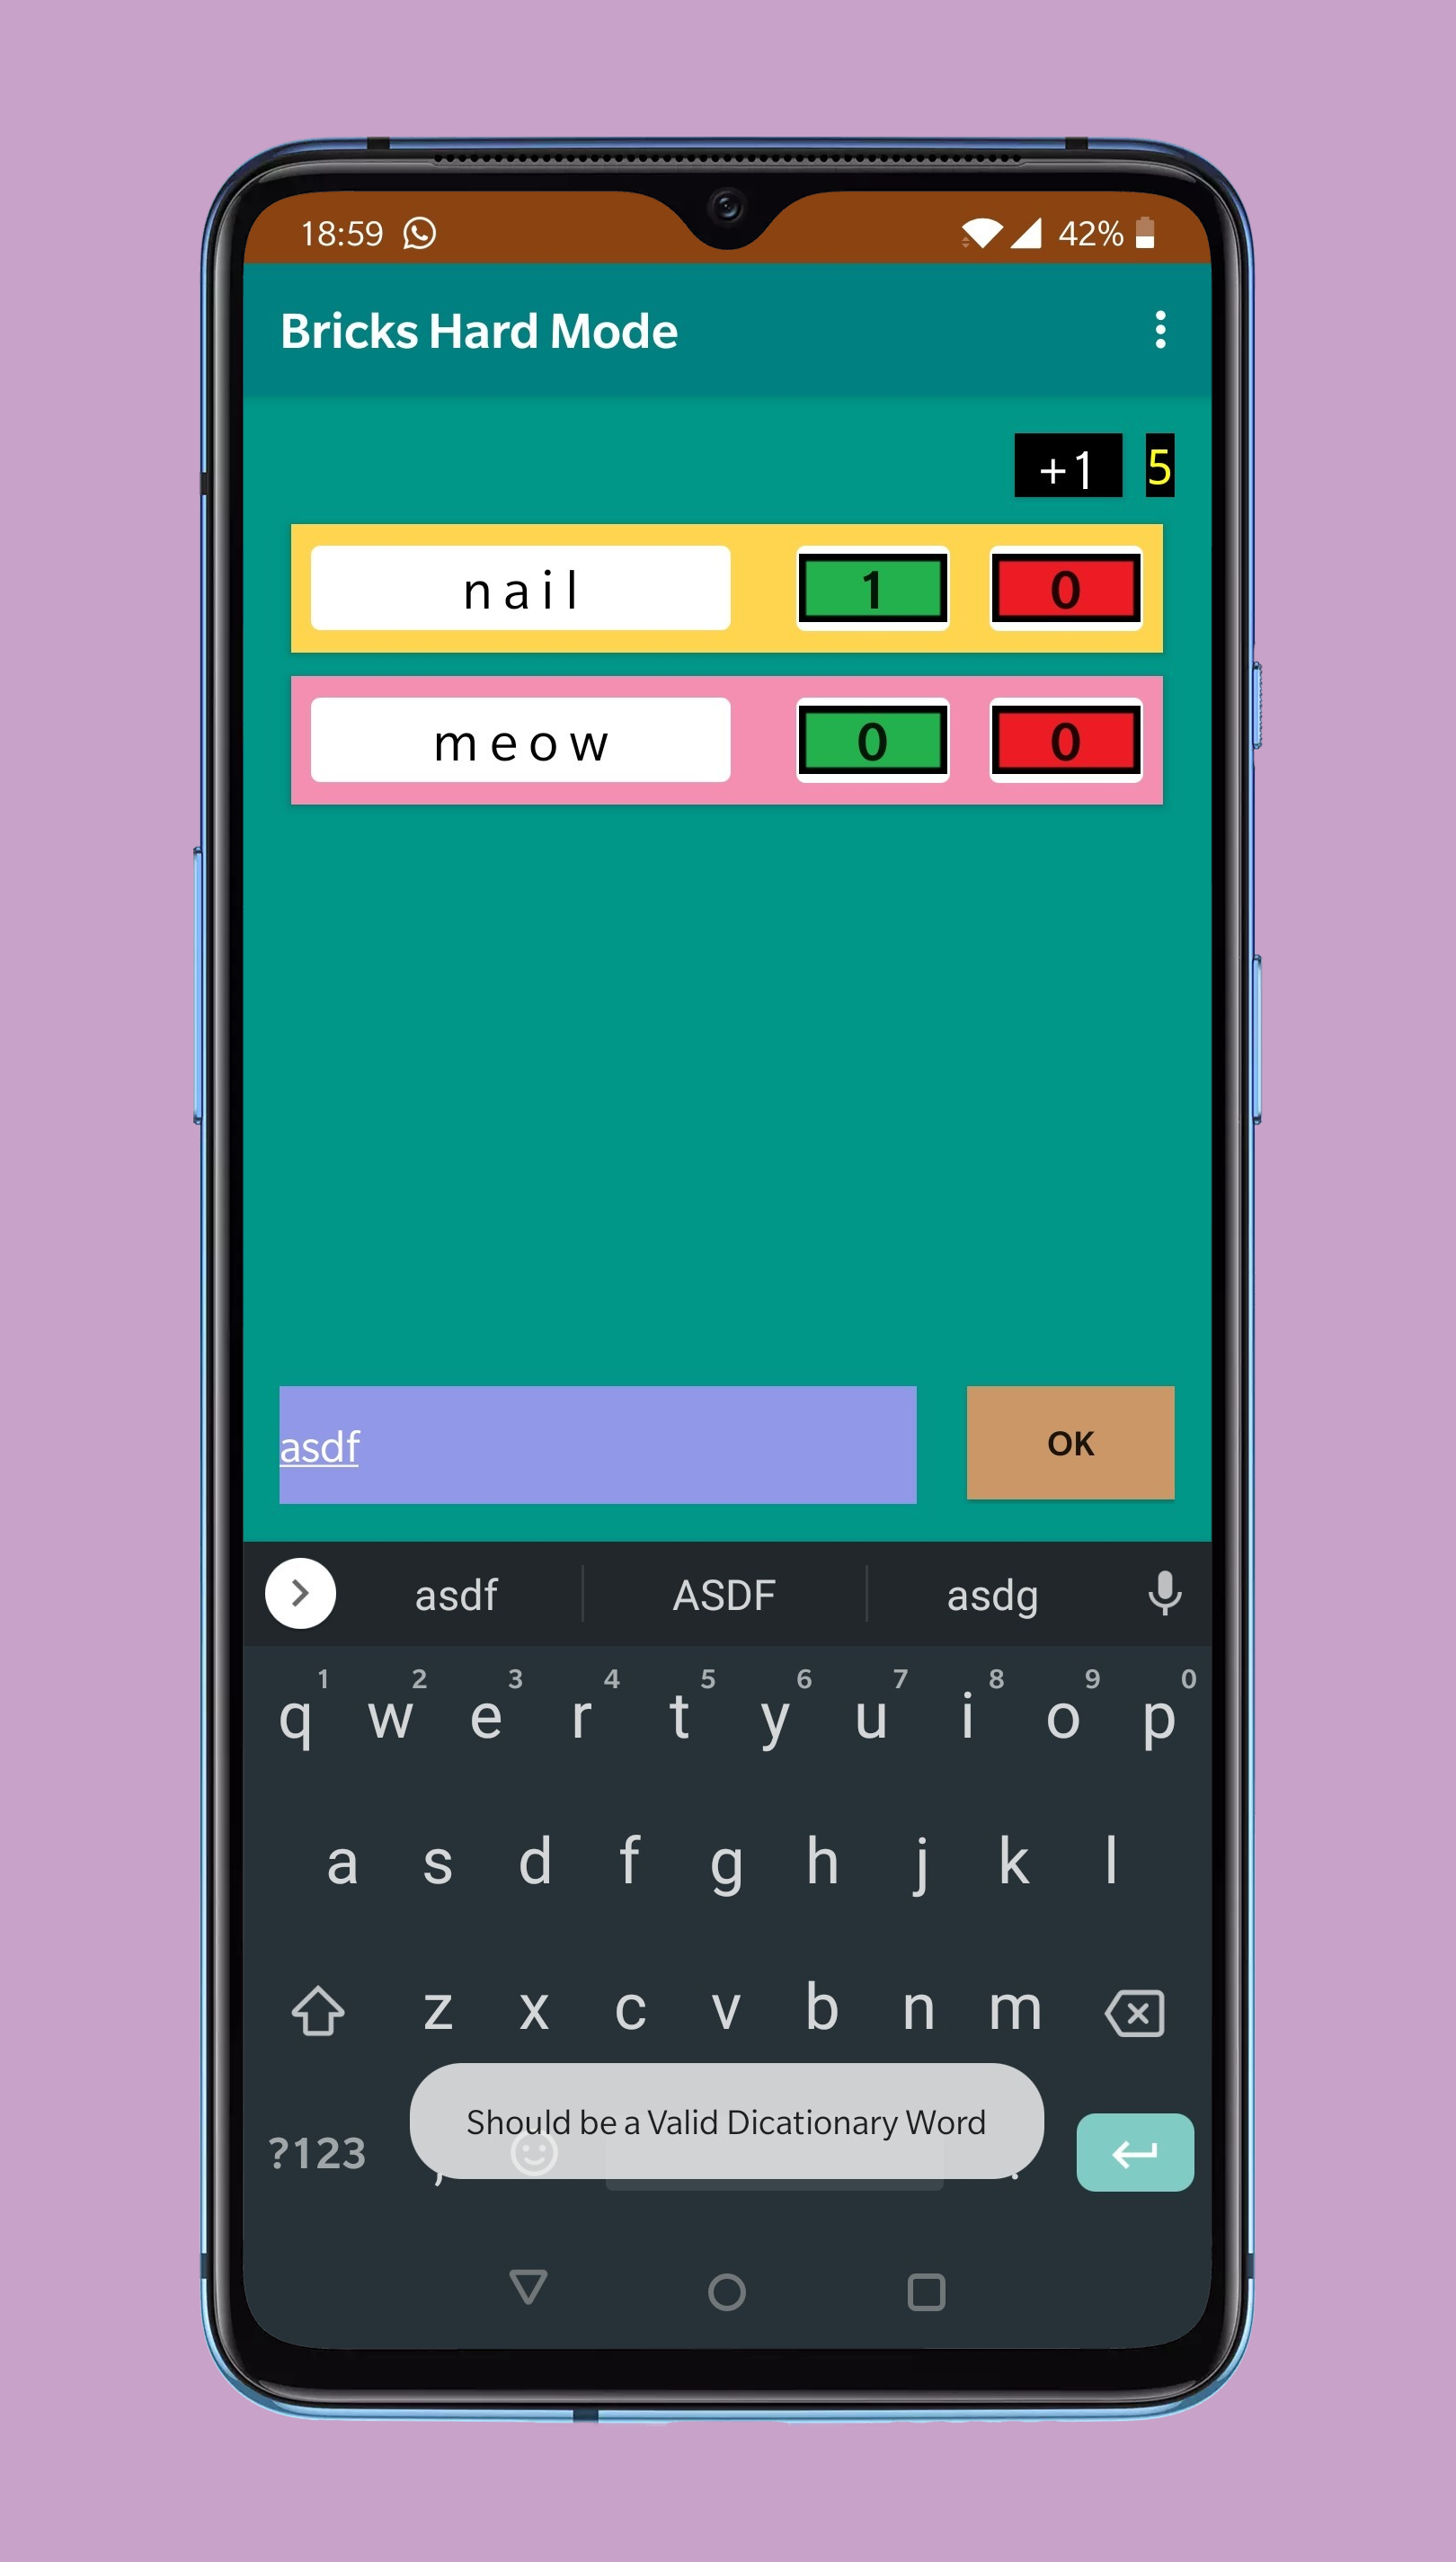 18:59 42%
Bricks Hard Mode
+1 5
nail 1 0
meow 0 0
asdf OK
asdf ASDF asdg
1 2 3 4 5 6 7 8 9 0
q w e r t y u i o p
a s d f g h j k l
z x c v b n m
Should be a Valid Dicationary Word
?123 , .